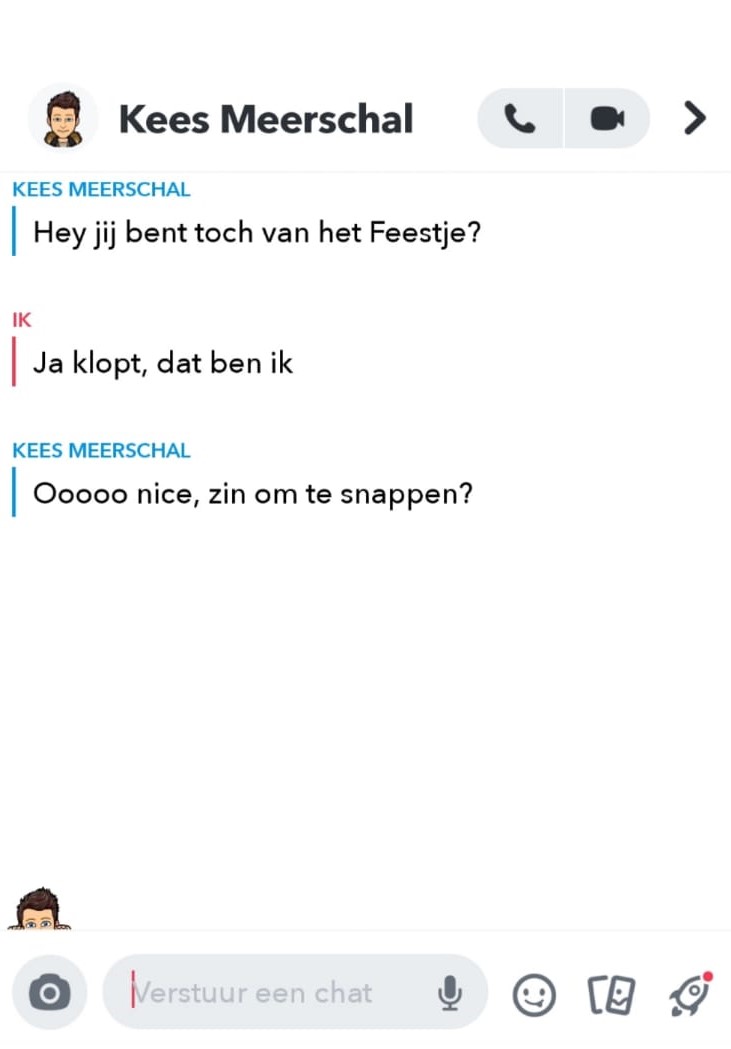 Kees Meerschal
KEES MEERSCHAL
Hey jij bent toch van het Feestje?
IK
Ja klopt, dat ben ik
KEES MEERSCHAL
Ooooo nice, zin om te snappen?
Verstuur een chat